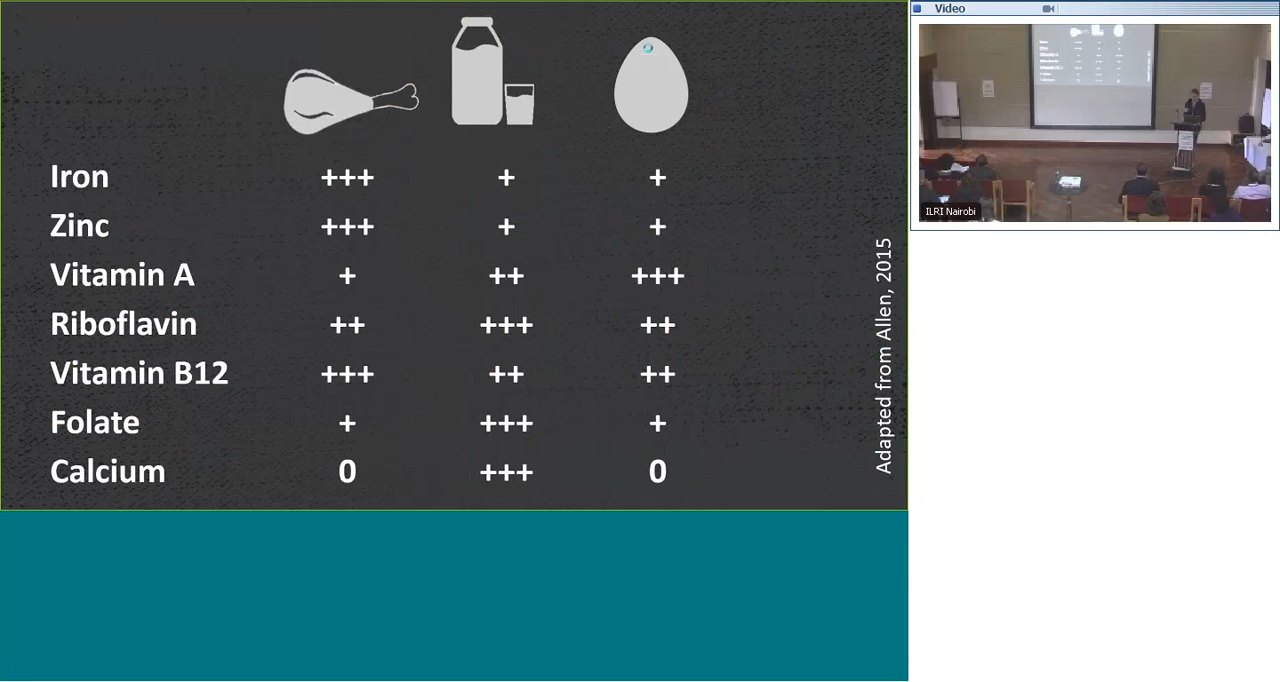 Iron +++ + +
Zinc +++ + +
Vitamin A + ++ +++
Riboflavin ++ +++ ++
Vitamin B12 +++ ++ ++
Folate + +++ +
Calcium 0 +++ 0
Adapted from Allen, 2015
Video
ILRI Nairobi